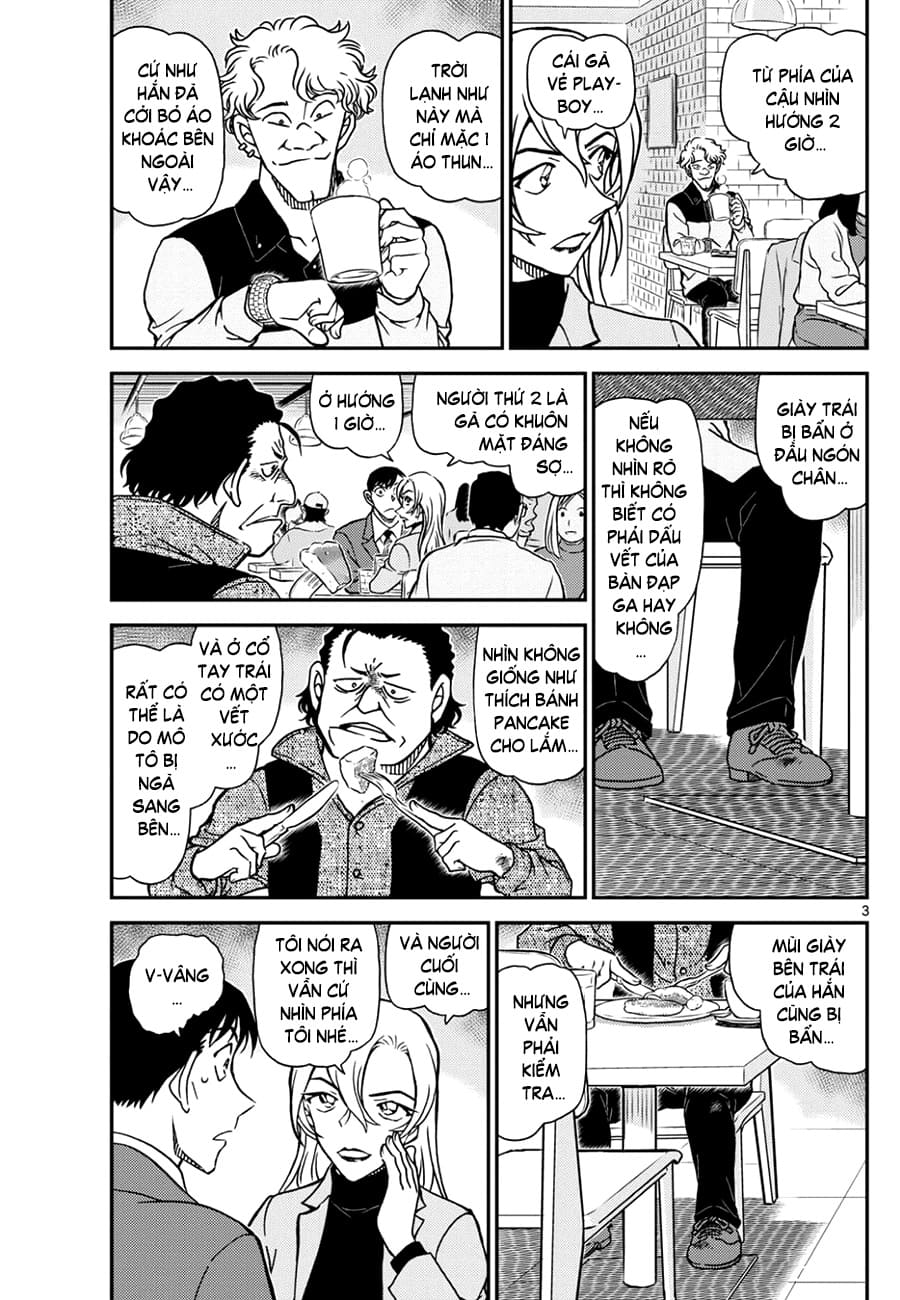 TỪ PHÍA CỦA
CẬU NHÌN
HƯỚNG 2
GIỜ...
CÁI GÃ
VẺ PLAY-
BOY...
TRỜI
LẠNH NHƯ
NÀY MÀ
CHỈ MẶC 1
ÁO THUN...
CỨ NHƯ
HẮN ĐÃ
CỞI BỎ ÁO
KHOÁC BÊN
NGOÀI
VẬY...
GIÀY TRÁI
BỊ BẨN Ở
ĐẦU NGÓN
CHÂN...
NẾU
KHÔNG
NHÌN RÕ
THÌ KHÔNG
BIẾT CÓ
PHẢI DẤU
VẾT CỦA
BÀN ĐẠP
GA HAY
KHÔNG
...
NGƯỜI THỨ 2 LÀ
GÃ CÓ KHUÔN
MẶT ĐÁNG
SỢ...
Ở HƯỚNG
1 GIỜ...
NHÌN KHÔNG
GIỐNG NHƯ
THÍCH BÁNH
PANCAKE
CHO LẮM...
VÀ Ở CỔ
TAY TRÁI
CÓ MỘT
VẾT
XƯỚC
...
RẤT CÓ
THỂ LÀ
DO MÔ
TÔ BỊ
NGÃ
SANG
BÊN...
3
MŨI GIÀY
BÊN TRÁI
CỦA HẮN
CŨNG BỊ
BẨN...
NHƯNG
VẪN
PHẢI
KIỂM
TRA...
VÀ NGƯỜI
CUỐI
CÙNG...
TÔI NÓI RA
XONG THÌ
VẪN CỨ
NHÌN PHÍA
TÔI NHÉ...
V-VÂNG
...